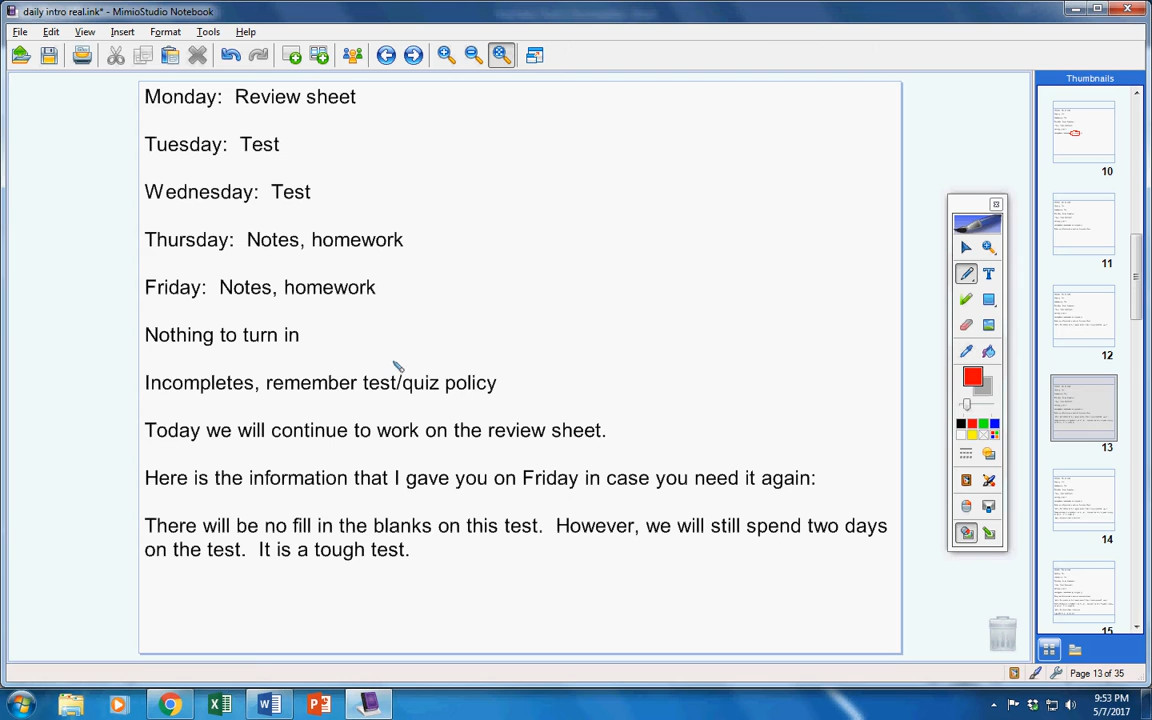 daily intro real.ink* - MimioStudio Notebook
File Edit View Insert Format Tools Help
Monday:  Review sheet
Tuesday:  Test
Wednesday:  Test
Thursday:  Notes, homework
Friday:  Notes, homework
Nothing to turn in
Incompletes, remember test/quiz policy
Today we will continue to work on the review sheet.
Here is the information that I gave you on Friday in case you need it again:
There will be no fill in the blanks on this test.  However, we will still spend two days
on the test.  It is a tough test.
Thumbnails
10
11
12
13
14
15
Page 13 of 35
9:53 PM
5/7/2017